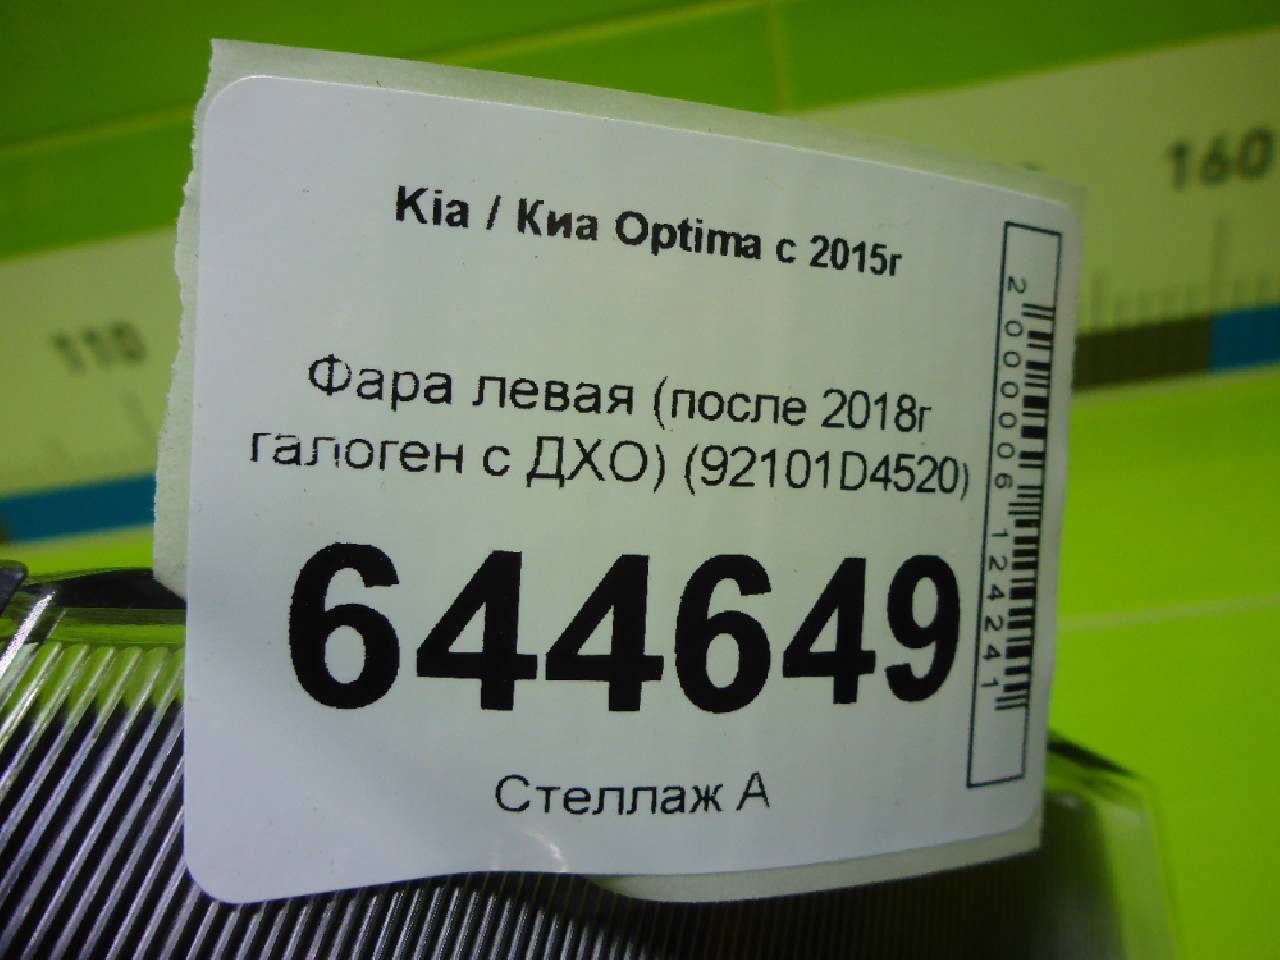 Kia / Киа Optima с 2015г
Фара левая (после 2018г
галоген с ДХО) (92101D4520)
644649
Стеллаж А
2000006124241
110
160